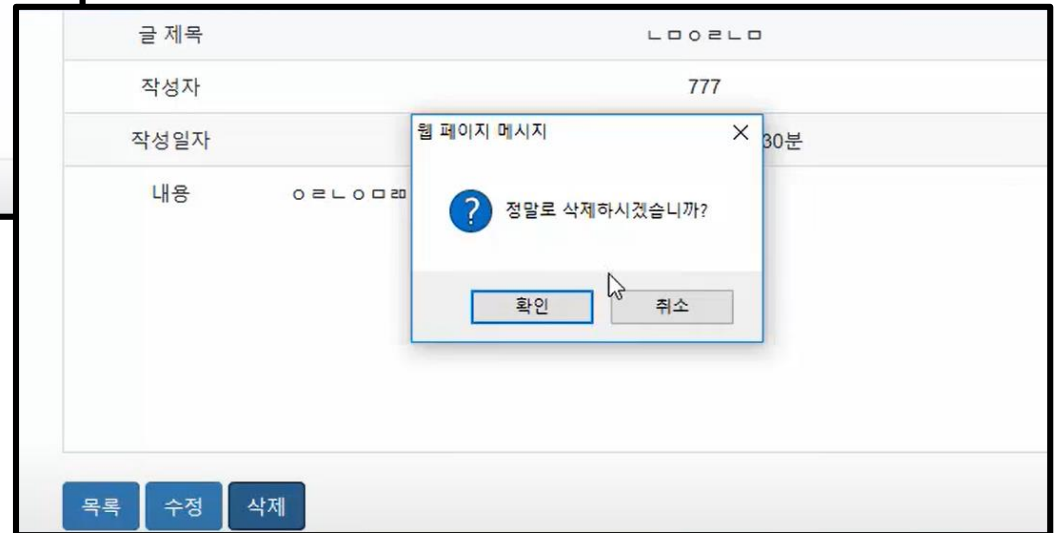 글 제목 ㄴㅁㅇㄹㄴㅁ
작성자 777
작성일자 30분
내용 ㅇㄹㄴㅇㅁㄻ
웹 페이지 메시지
정말로 삭제하시겠습니까?
확인 취소
목록 수정 삭제